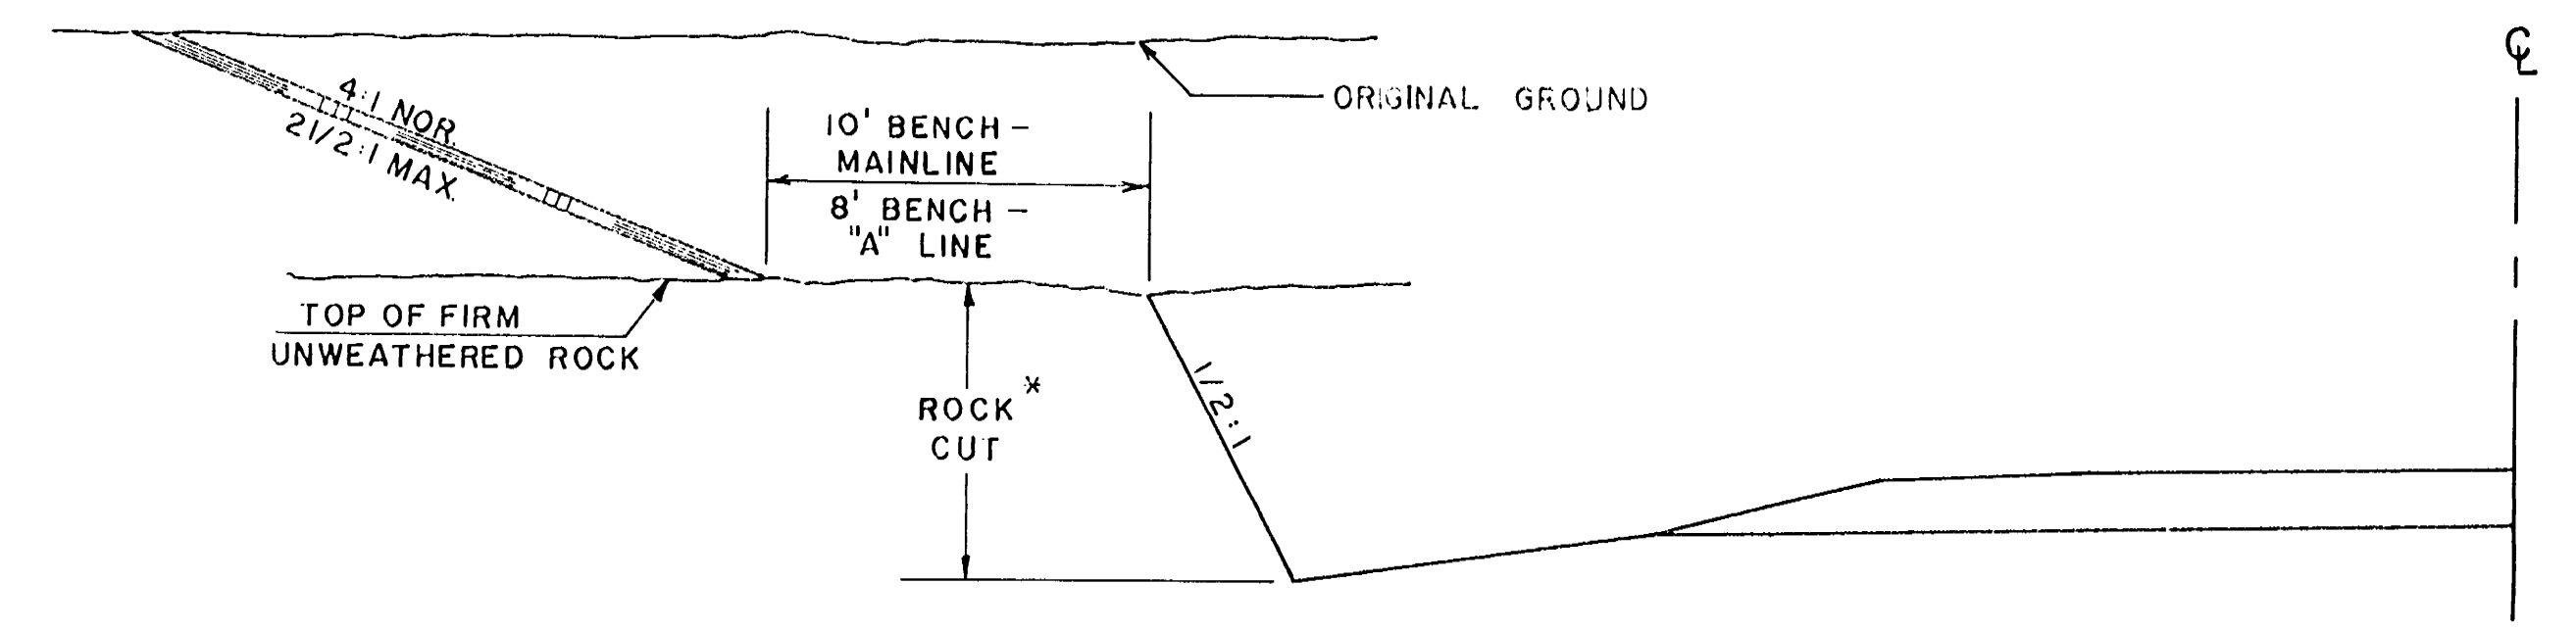 ℄
ORIGINAL GROUND
4:1 NOR.
2 1/2:1 MAX.
10' BENCH –
MAINLINE
8' BENCH –
"A" LINE
TOP OF FIRM
UNWEATHERED ROCK
ROCK *
CUT
1/2:1